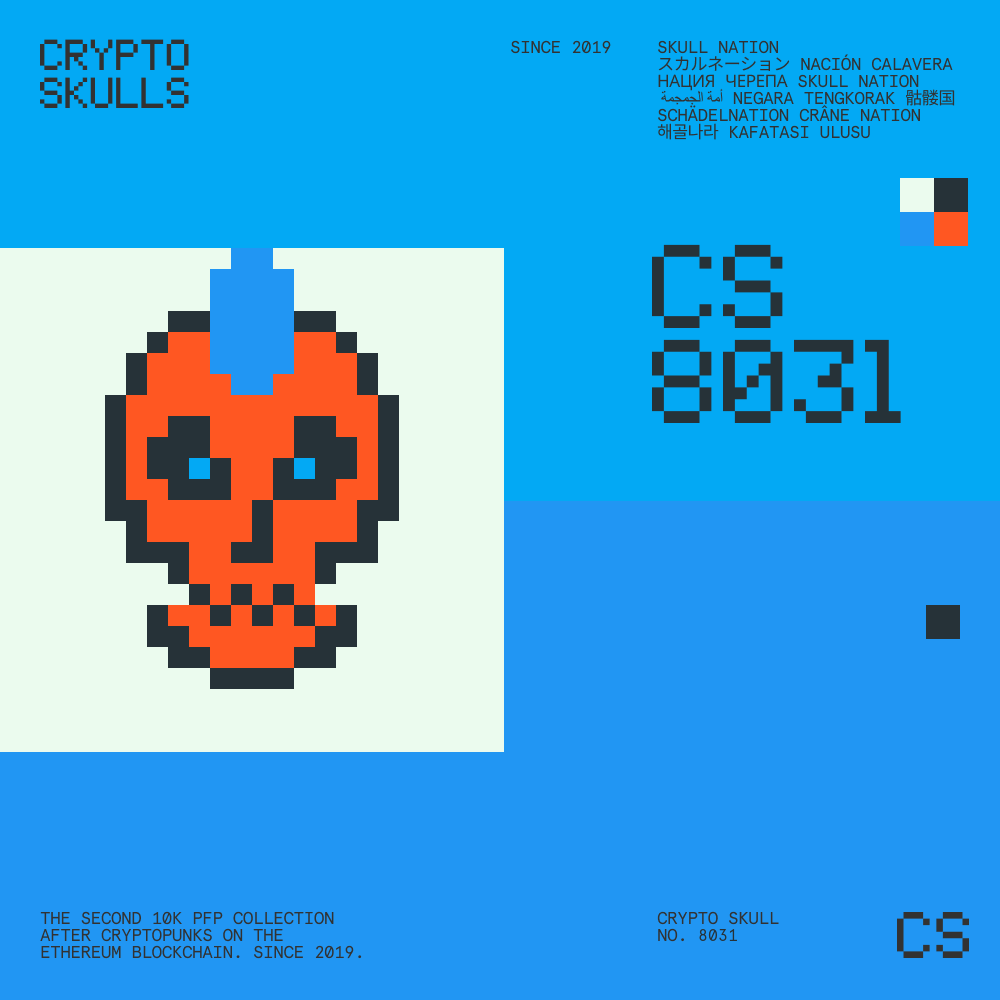 CRYPTO
SKULLS
SINCE 2019
SKULL NATION
スカルネーション NACIÓN CALAVERA
НАЦИЯ ЧЕРЕПА SKULL NATION
أمة الجمجمة NEGARA TENGKORAK 骷髅国
SCHÄDELNATION CRÂNE NATION
해골나라 KAFATASI ULUSU
CS
8031
THE SECOND 10K PFP COLLECTION
AFTER CRYPTOPUNKS ON THE
ETHEREUM BLOCKCHAIN. SINCE 2019.
CRYPTO SKULL
NO. 8031
CS